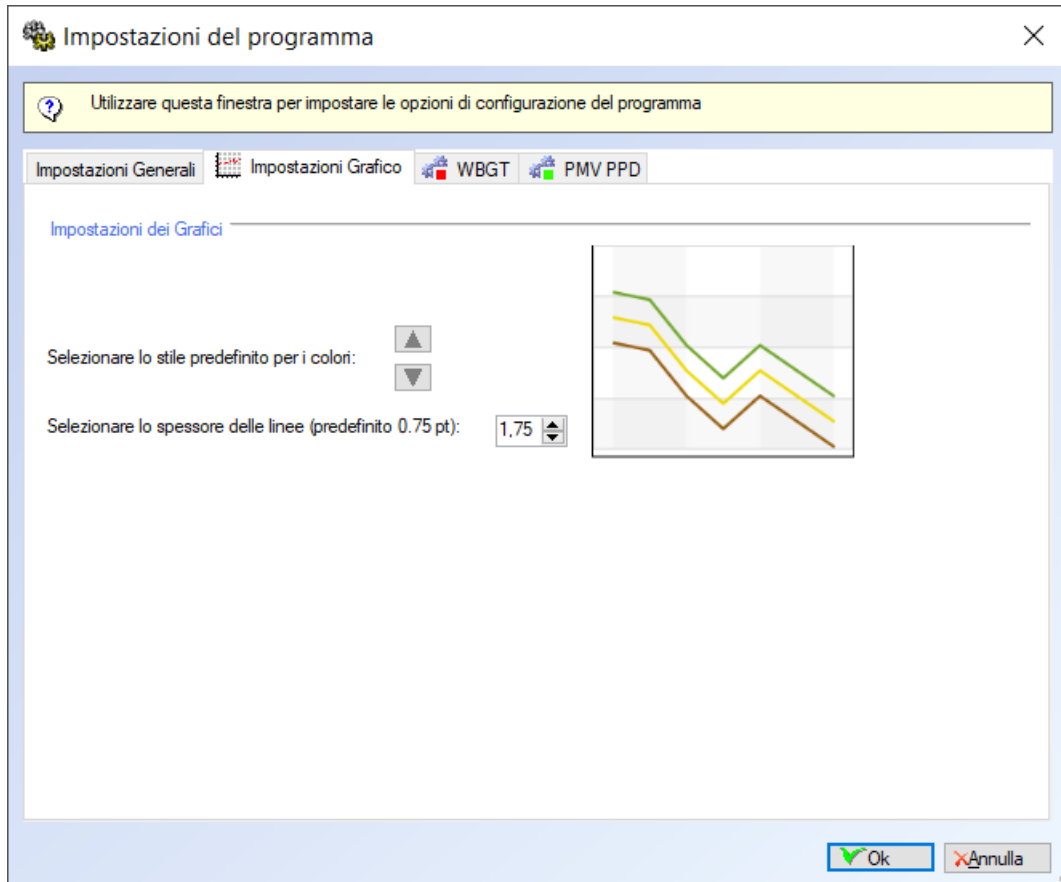 Impostazioni del programma
Utilizzare questa finestra per impostare le opzioni di configurazione del programma
Impostazioni Generali
Impostazioni Grafico
WBGT
PMV PPD
Impostazioni dei Grafici
Selezionare lo stile predefinito per i colori:
Selezionare lo spessore delle linee (predefinito 0.75 pt):
1,75
Ok
Annulla